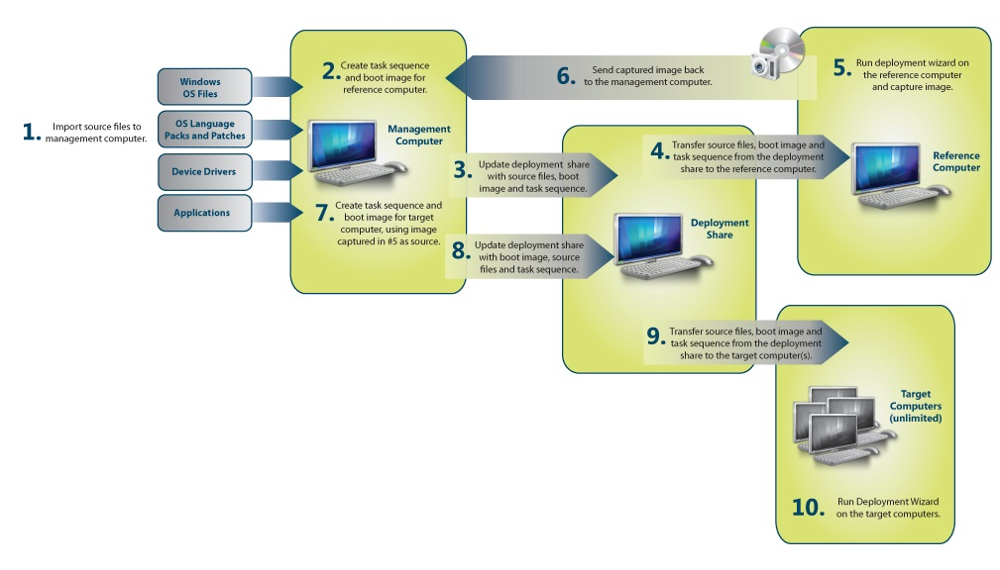 1. Import source files to
management computer.
Windows
OS Files
OS Language
Packs and Patches
Device Drivers
Applications
2. Create task sequence
and boot image for
reference computer.
Management
Computer
7. Create task sequence and
boot image for target
computer, using image
captured in #5 as source.
3. Update deployment share
with source files, boot
image and task sequence.
8. Update deployment share
with boot image, source
files and task sequence.
6. Send captured image back
to the management computer.
Deployment
Share
4. Transfer source files, boot image and
task sequence from the deployment
share to the reference computer.
5. Run deployment wizard on
the reference computer
and capture image.
Reference
Computer
9. Transfer source files, boot image and
task sequence from the deployment
share to the target computer(s).
Target
Computers
(unlimited)
10. Run Deployment Wizard
on the target computers.